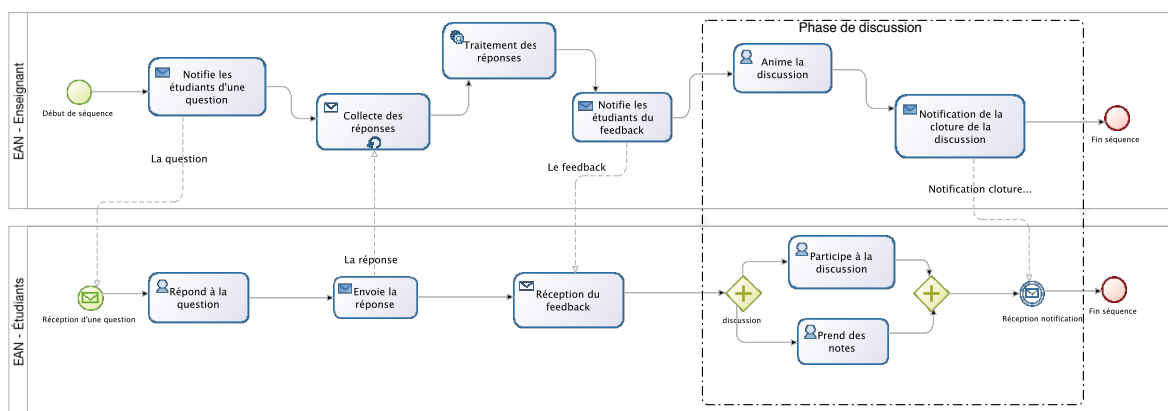 Phase de discussion
EAN - Enseignant
Début de séquence
Notifie les
étudiants d'une
question
Collecte des
réponses
Traitement des
réponses
Notifie les
étudiants du
feedback
Anime la
discussion
Notification de la
cloture de la
discussion
Fin séquence
La question
Le feedback
Notification cloture...
La réponse
EAN - Étudiants
Réception d'une question
Répond à la
question
Envoie la
réponse
Réception du
feedback
discussion
Participe à la
discussion
Prend des
notes
Réception notification
Fin séquence